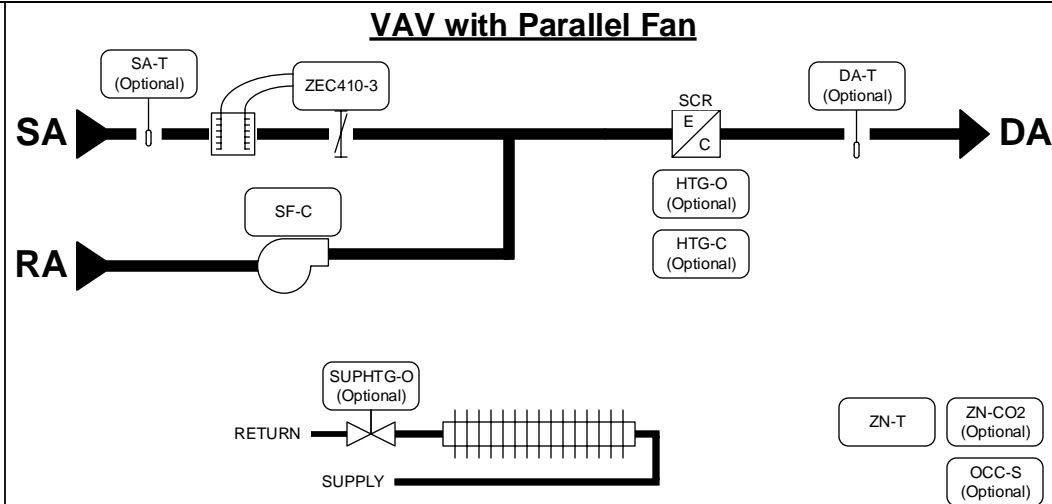 VAV with Parallel Fan
SA-T
(Optional)
ZEC410-3
SCR
DA-T
(Optional)
SA
E
C
DA
HTG-O
(Optional)
SF-C
HTG-C
(Optional)
RA
SUPHTG-O
(Optional)
RETURN
SUPPLY
ZN-T
ZN-CO2
(Optional)
OCC-S
(Optional)